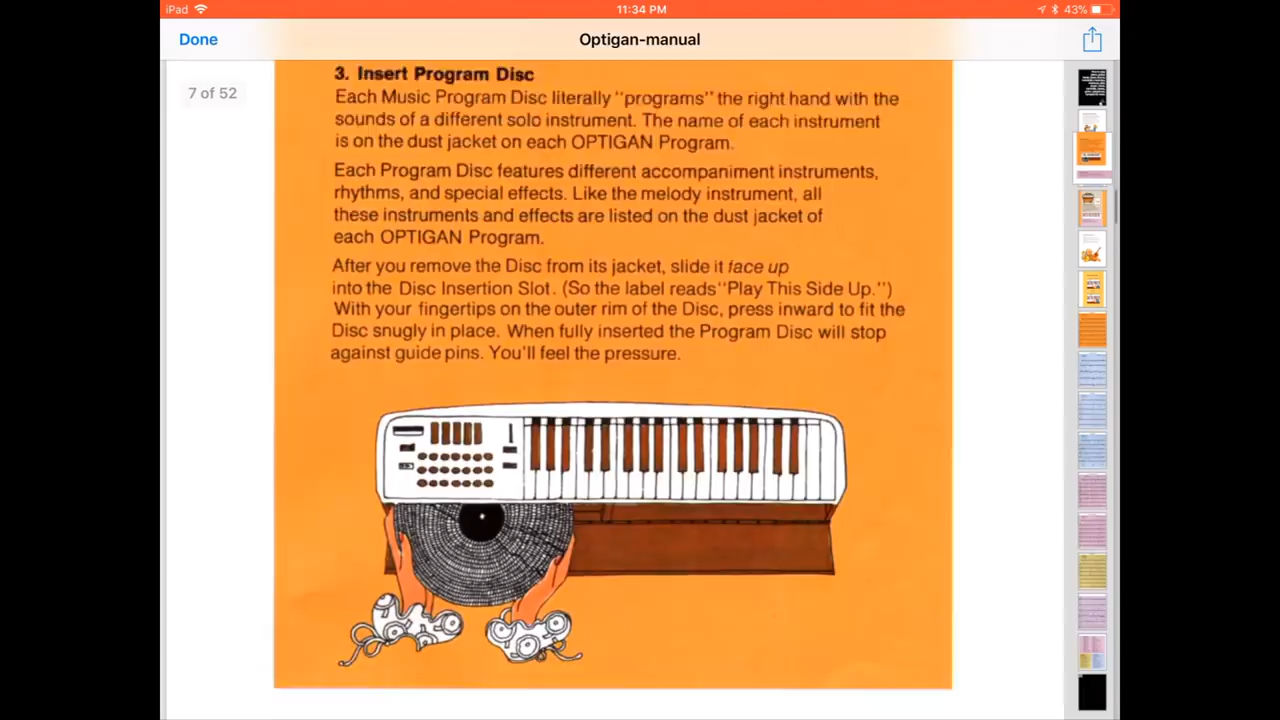 iPad
11:34 PM
43%
Done
Optigan-manual
7 of 52
3. Insert Program Disc
Each Music Program Disc literally "programs" the right hand with the
sounds of a different solo instrument. The name of each instrument
is on the dust jacket on each OPTIGAN Program.
Each Program Disc features different accompaniment instruments,
rhythms, and special effects. Like the melody instrument, all
these instruments and effects are listed on the dust jacket of
each OPTIGAN Program.
After you remove the Disc from its jacket, slide it face up
into the Disc Insertion Slot. (So the label reads "Play This Side Up.")
With your fingertips on the outer rim of the Disc, press inward to fit the
Disc snugly in place. When fully inserted the Program Disc will stop
against guide pins. You'll feel the pressure.